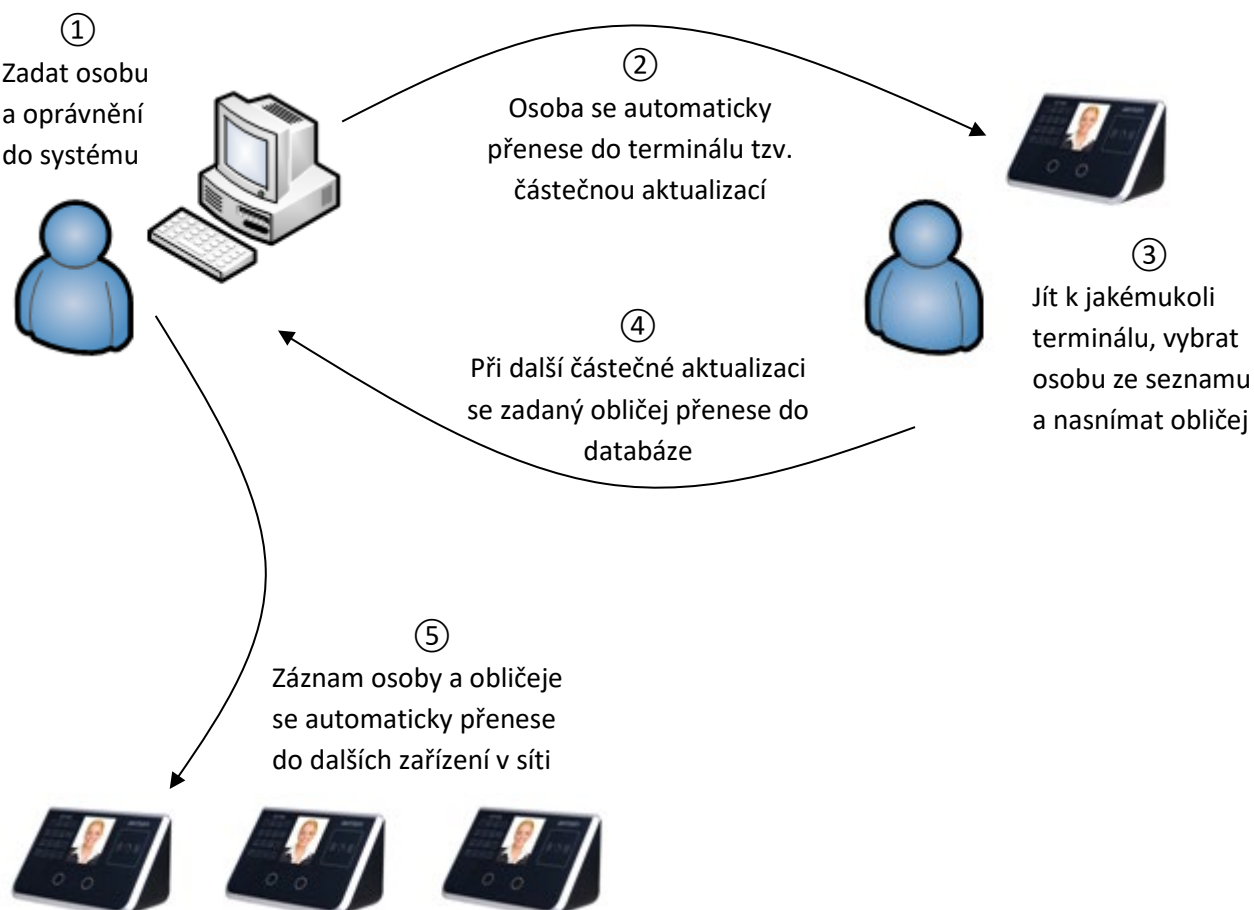 ①
Zadat osobu
a oprávnění
do systému
②
Osoba se automaticky
přenese do terminálu tzv.
částečnou aktualizací
③
Jít k jakémukoli
terminálu, vybrat
osobu ze seznamu
a nasnímat obličej
④
Při další částečné aktualizaci
se zadaný obličej přenese do
databáze
⑤
Záznam osoby a obličeje
se automaticky přenese
do dalších zařízení v síti